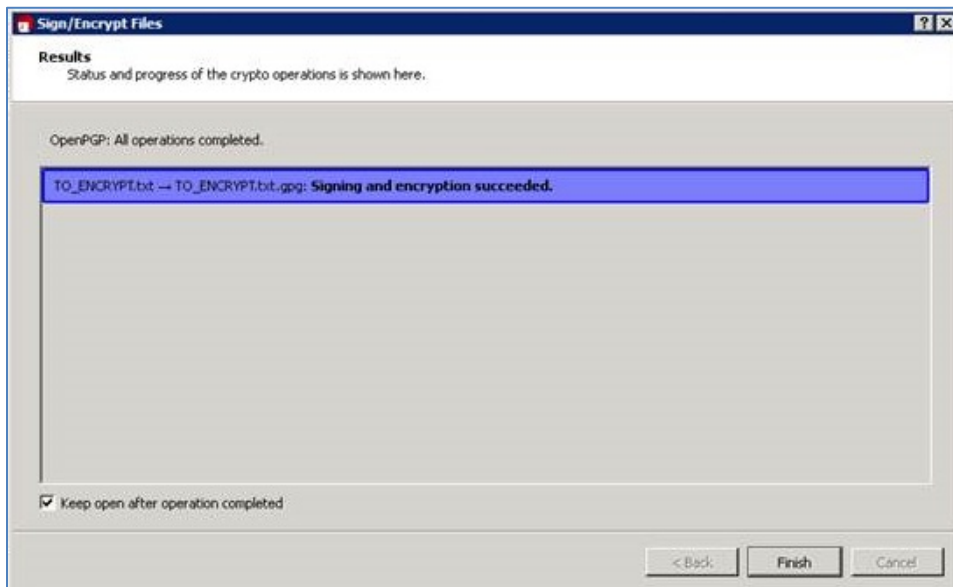 Sign/Encrypt Files
Results
Status and progress of the crypto operations is shown here.
OpenPGP: All operations completed.
TO_ENCRYPT.txt → TO_ENCRYPT.txt.gpg: Signing and encryption succeeded.
Keep open after operation completed
< Back Finish Cancel